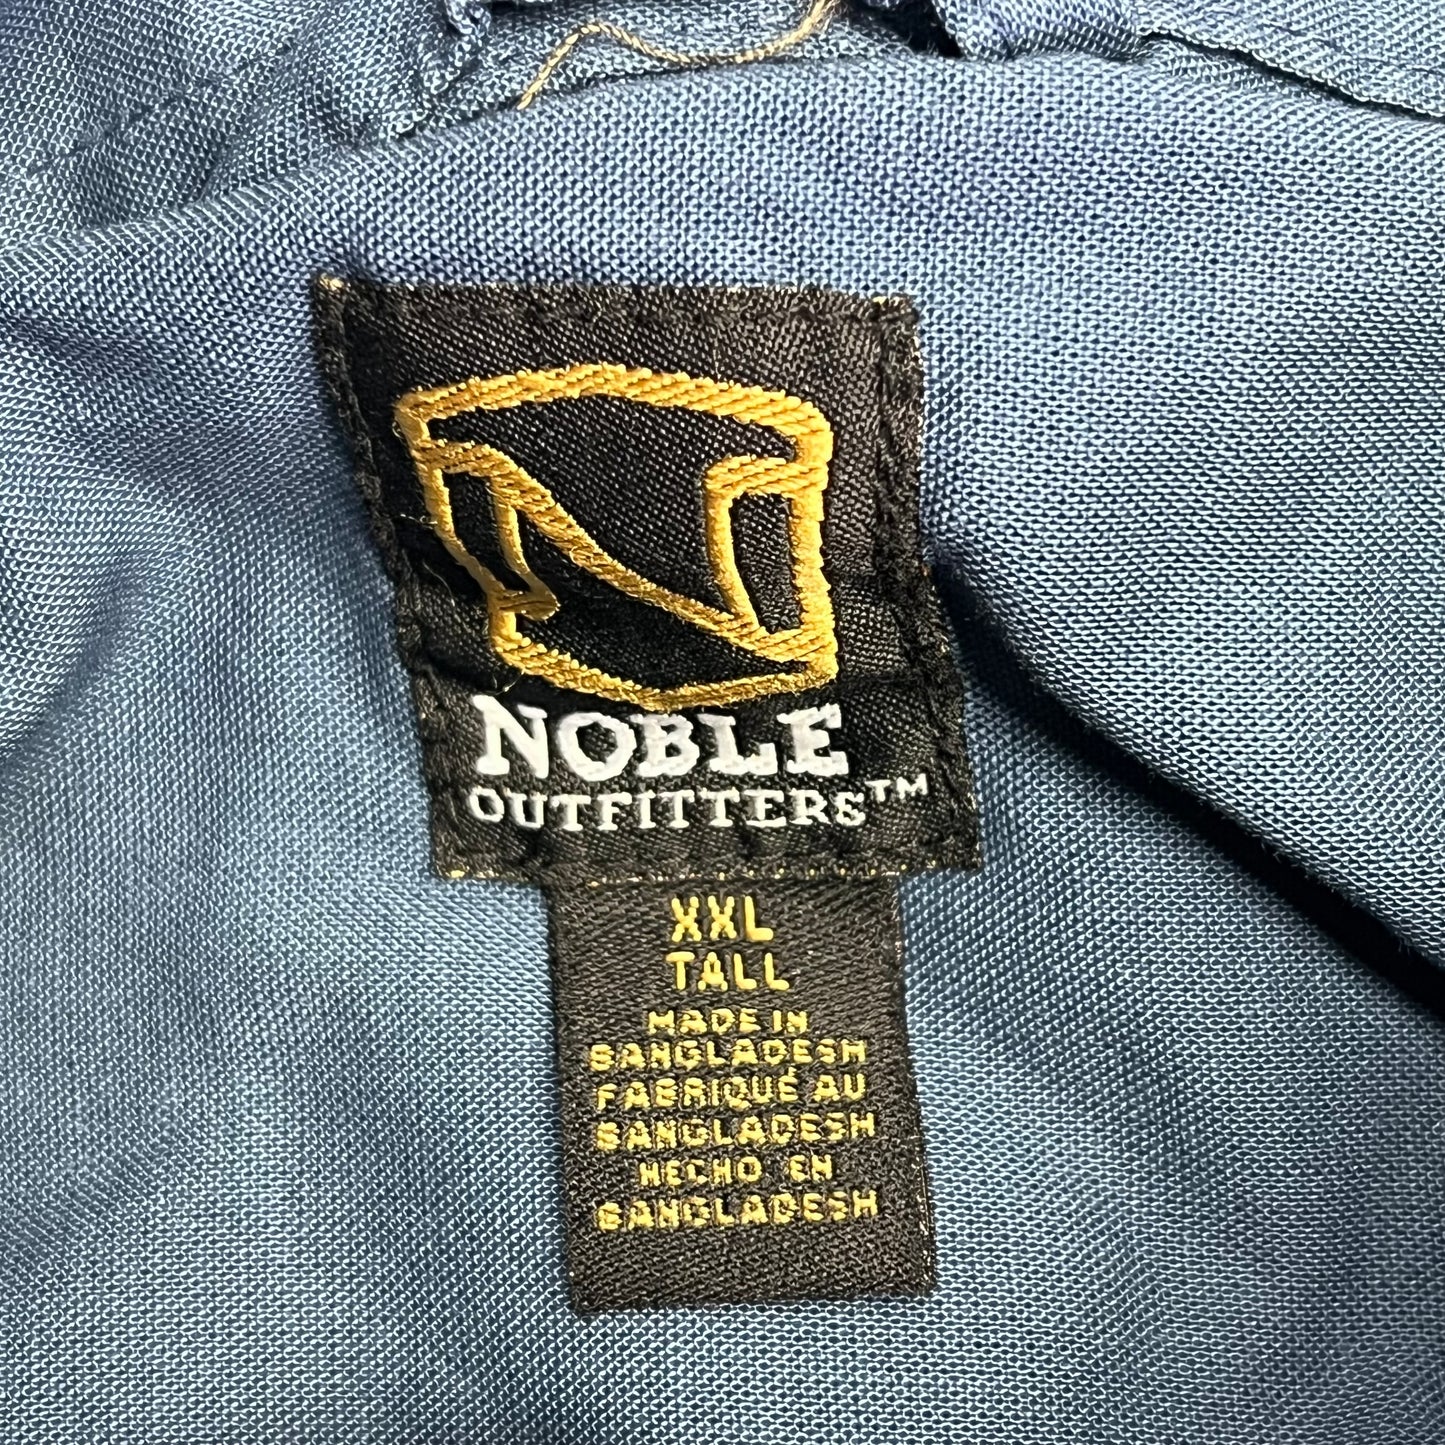 NOBLE
OUTFITTERS™
XXL
TALL
MADE IN
BANGLADESH
FABRIQUÉ AU
BANGLADESH
HECHO EN
BANGLADESH